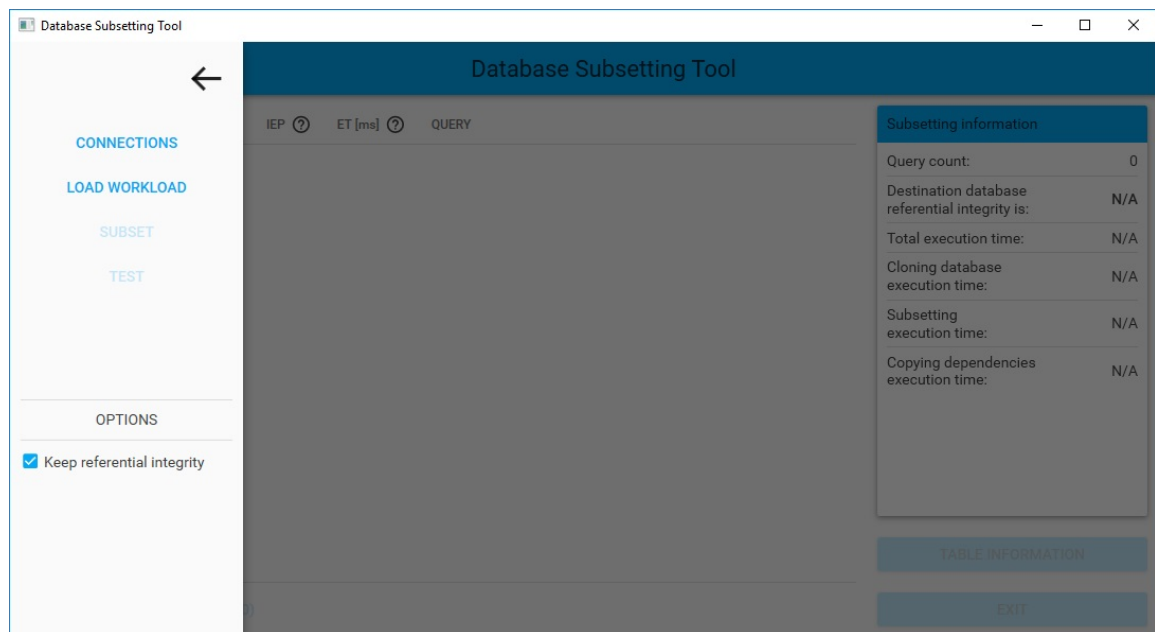 Database Subsetting Tool
Database Subsetting Tool
CONNECTIONS
LOAD WORKLOAD
SUBSET
TEST
OPTIONS
Keep referential integrity
IEP ? ET [ms] ? QUERY
Subsetting information
Query count: 0
Destination database
referential integrity is: N/A
Total execution time: N/A
Cloning database
execution time: N/A
Subsetting
execution time: N/A
Copying dependencies
execution time: N/A
TABLE INFORMATION
EXIT